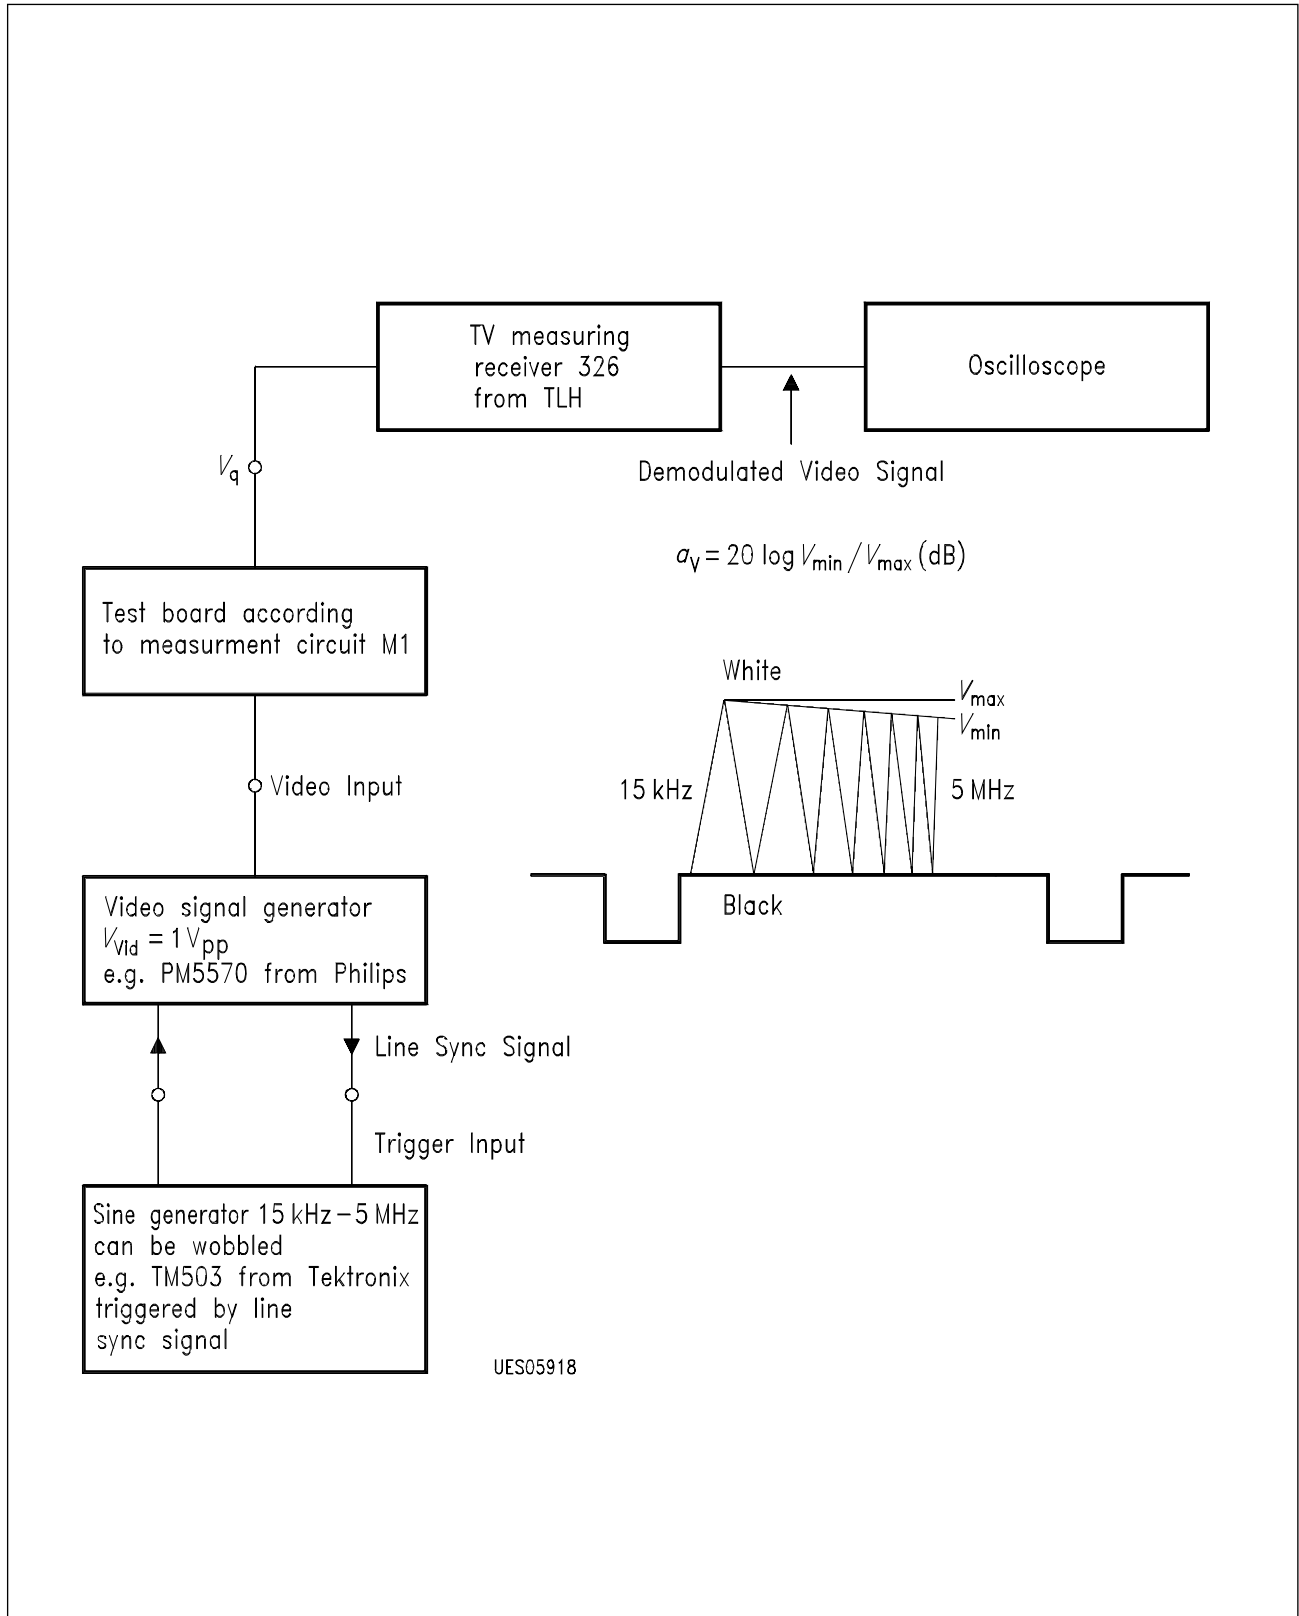 TV measuring
receiver 326
from TLH
Oscilloscope
Vq
Demodulated Video Signal
aV = 20 log Vmin / Vmax (dB)
Test board according
to measurment circuit M1
White
Vmax
Vmin
Video Input
15 kHz
5 MHz
Black
Video signal generator
VVid = 1 Vpp
e.g. PM5570 from Philips
Line Sync Signal
Trigger Input
Sine generator 15 kHz – 5 MHz
can be wobbled
e.g. TM503 from Tektronix
triggered by line
sync signal
UES05918